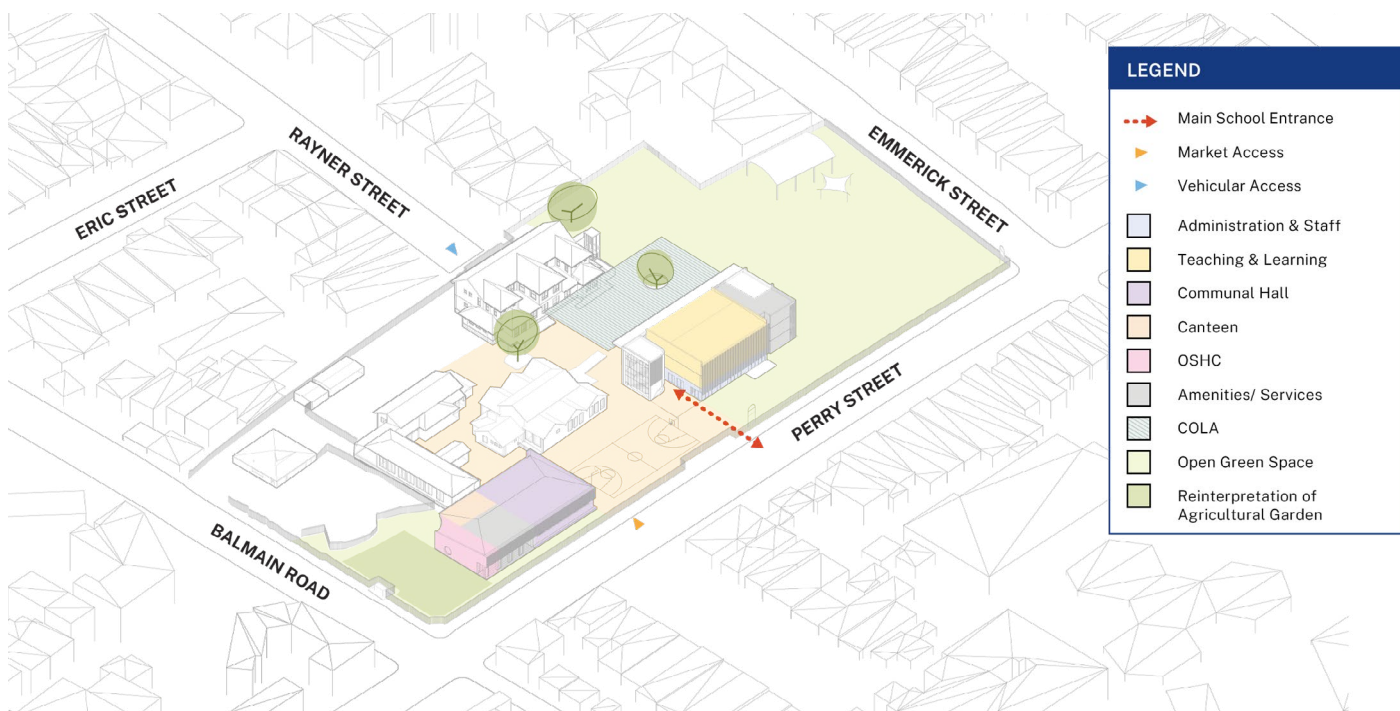 RAYNER STREET
ERIC STREET
EMMERICK STREET
PERRY STREET
BALMAIN ROAD
LEGEND
Main School Entrance
Market Access
Vehicular Access
Administration & Staff
Teaching & Learning
Communal Hall
Canteen
OSHC
Amenities/ Services
COLA
Open Green Space
Reinterpretation of
Agricultural Garden